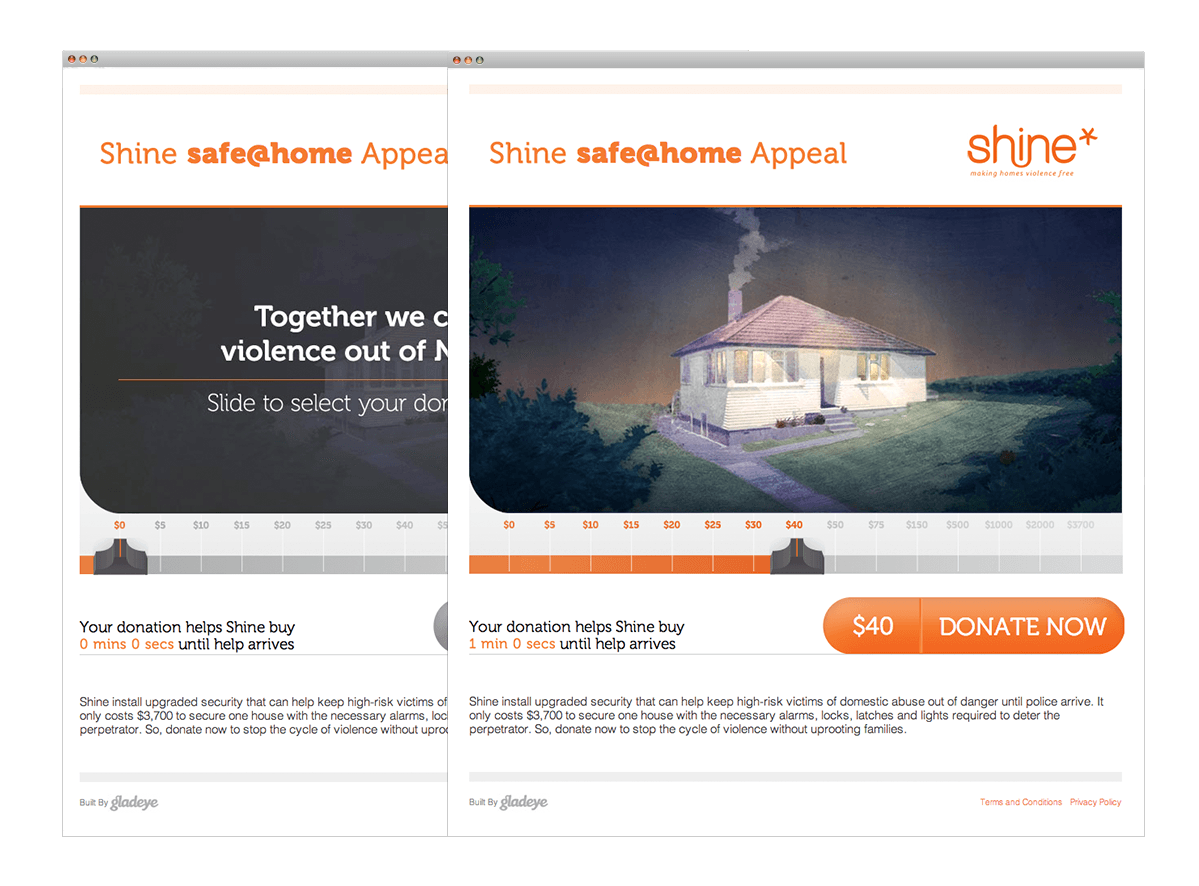 Shine safe@home Appea
Together we c
violence out of N
Slide to select your don
$0 $5 $10 $15 $20 $25 $30 $40 $5
Your donation helps Shine buy
0 mins 0 secs until help arrives
Shine install upgraded security that can help keep high-risk victims of
only costs $3,700 to secure one house with the necessary alarms, loc
perpetrator. So, donate now to stop the cycle of violence without uproo
Built By gladeye
Shine safe@home Appeal
shine*
making homes violence free
$0 $5 $10 $15 $20 $25 $30 $40 $50 $75 $150 $500 $1000 $2000 $3700
Your donation helps Shine buy
1 min 0 secs until help arrives
$40 DONATE NOW
Shine install upgraded security that can help keep high-risk victims of domestic abuse out of danger until police arrive. It
only costs $3,700 to secure one house with the necessary alarms, locks, latches and lights required to deter the
perpetrator. So, donate now to stop the cycle of violence without uprooting families.
Built By gladeye
Terms and Conditions Privacy Policy